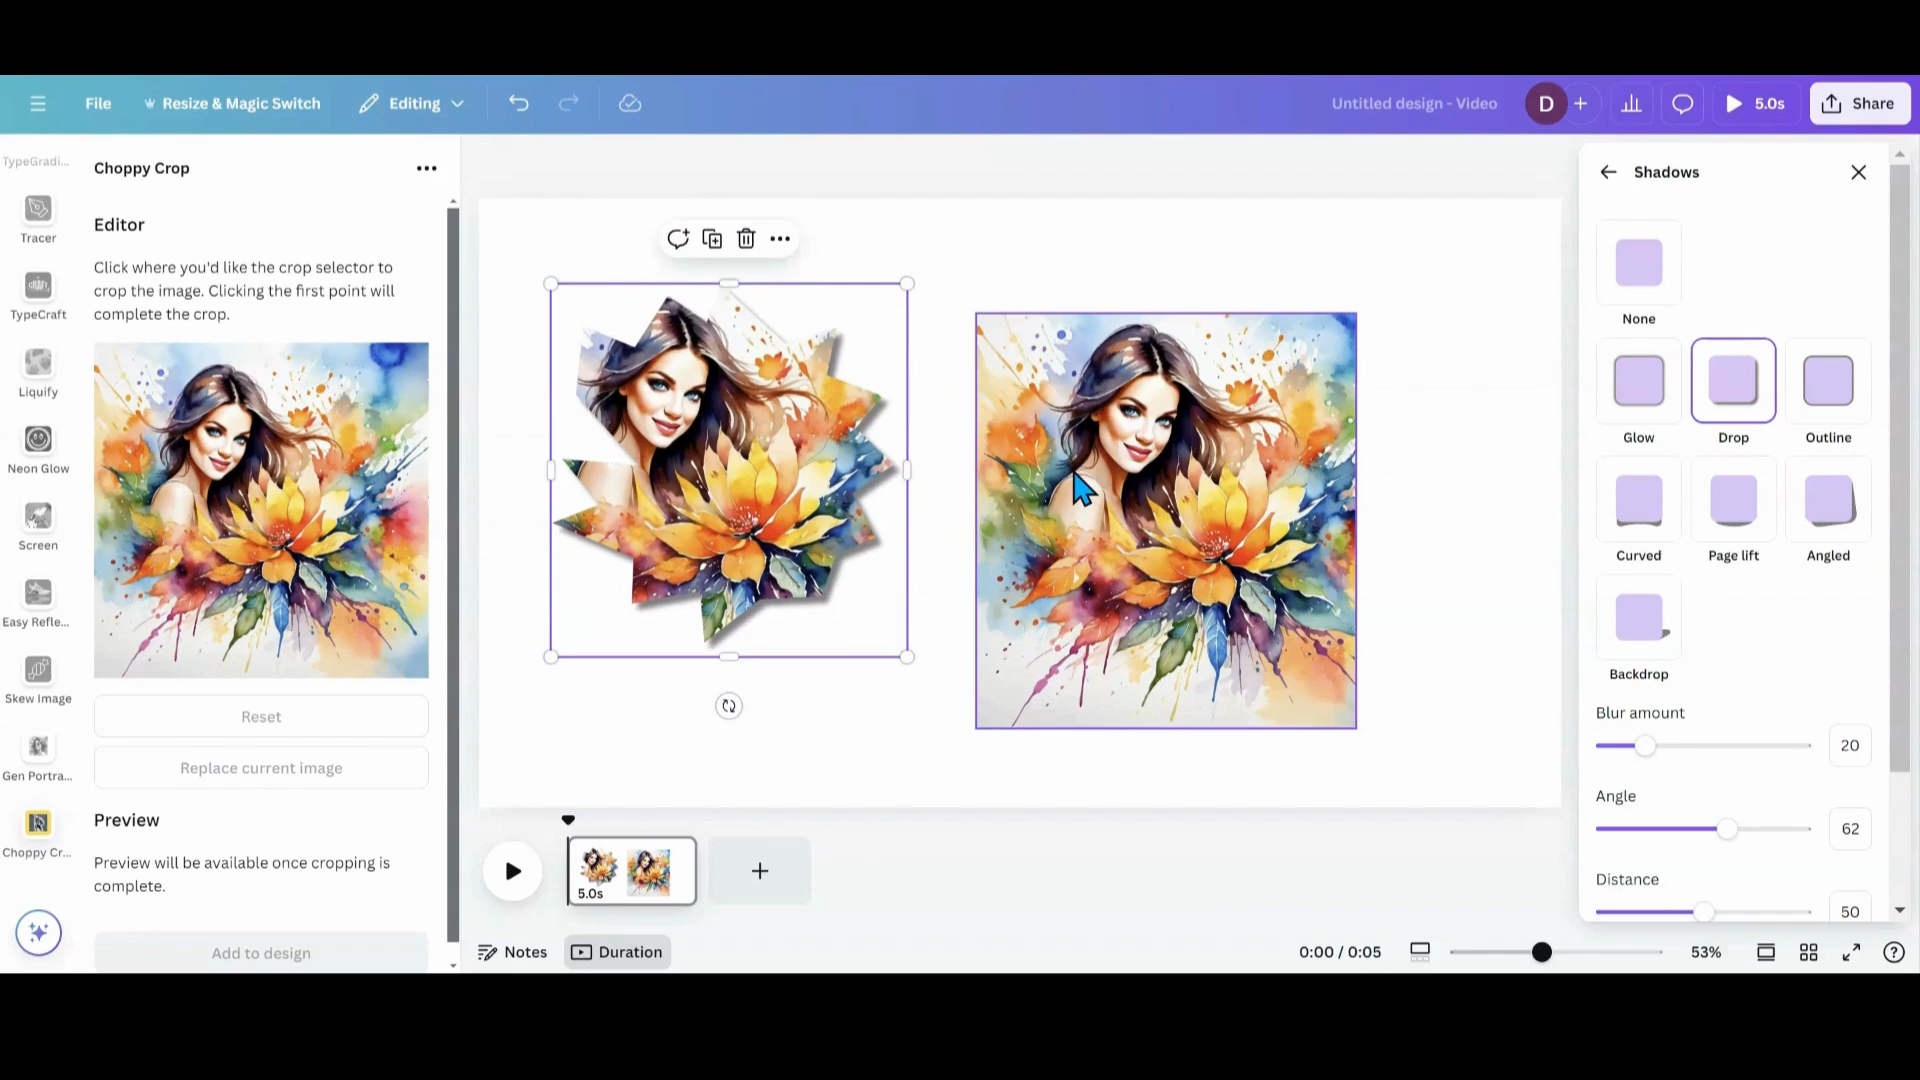 File
Resize & Magic Switch
Editing
Untitled design - Video
D
5.0s
Share
TypeGradi...
Tracer
TypeCraft
Liquify
Neon Glow
Screen
Easy Refle...
Skew Image
Gen Portra...
Choppy Cr...
Choppy Crop
Editor
Click where you'd like the crop selector to
crop the image. Clicking the first point will
complete the crop.
Reset
Replace current image
Preview
Preview will be available once cropping is
complete.
Add to design
5.0s
Notes
Duration
0:00 / 0:05
53%
Shadows
None
Glow
Drop
Outline
Curved
Page lift
Angled
Backdrop
Blur amount
20
Angle
62
Distance
50